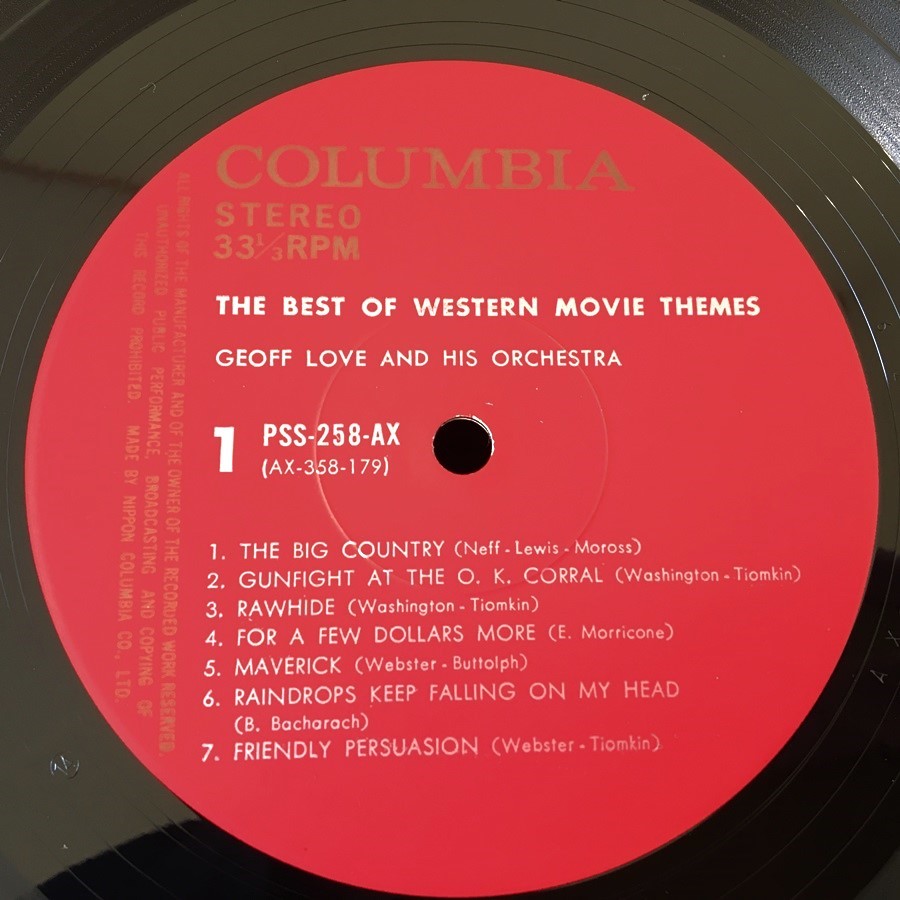 COLUMBIA
STEREO
33⅓RPM
THE BEST OF WESTERN MOVIE THEMES
GEOFF LOVE AND HIS ORCHESTRA
1 PSS-258-AX
(AX-358-179)
1. THE BIG COUNTRY (Neff-Lewis-Moross)
2. GUNFIGHT AT THE O. K. CORRAL (Washington-Tiomkin)
3. RAWHIDE (Washington-Tiomkin)
4. FOR A FEW DOLLARS MORE (E. Morricone)
5. MAVERICK (Webster-Buttolph)
6. RAINDROPS KEEP FALLING ON MY HEAD
(B. Bacharach)
7. FRIENDLY PERSUASION (Webster-Tiomkin)
ALL RIGHTS OF THE MANUFACTURER AND OF THE OWNER OF THE RECORDED WORK RESERVED.
UNAUTHORIZED PUBLIC PERFORMANCE, BROADCASTING AND COPYING OF
THIS RECORD PROHIBITED. MADE BY NIPPON COLUMBIA CO., LTD.